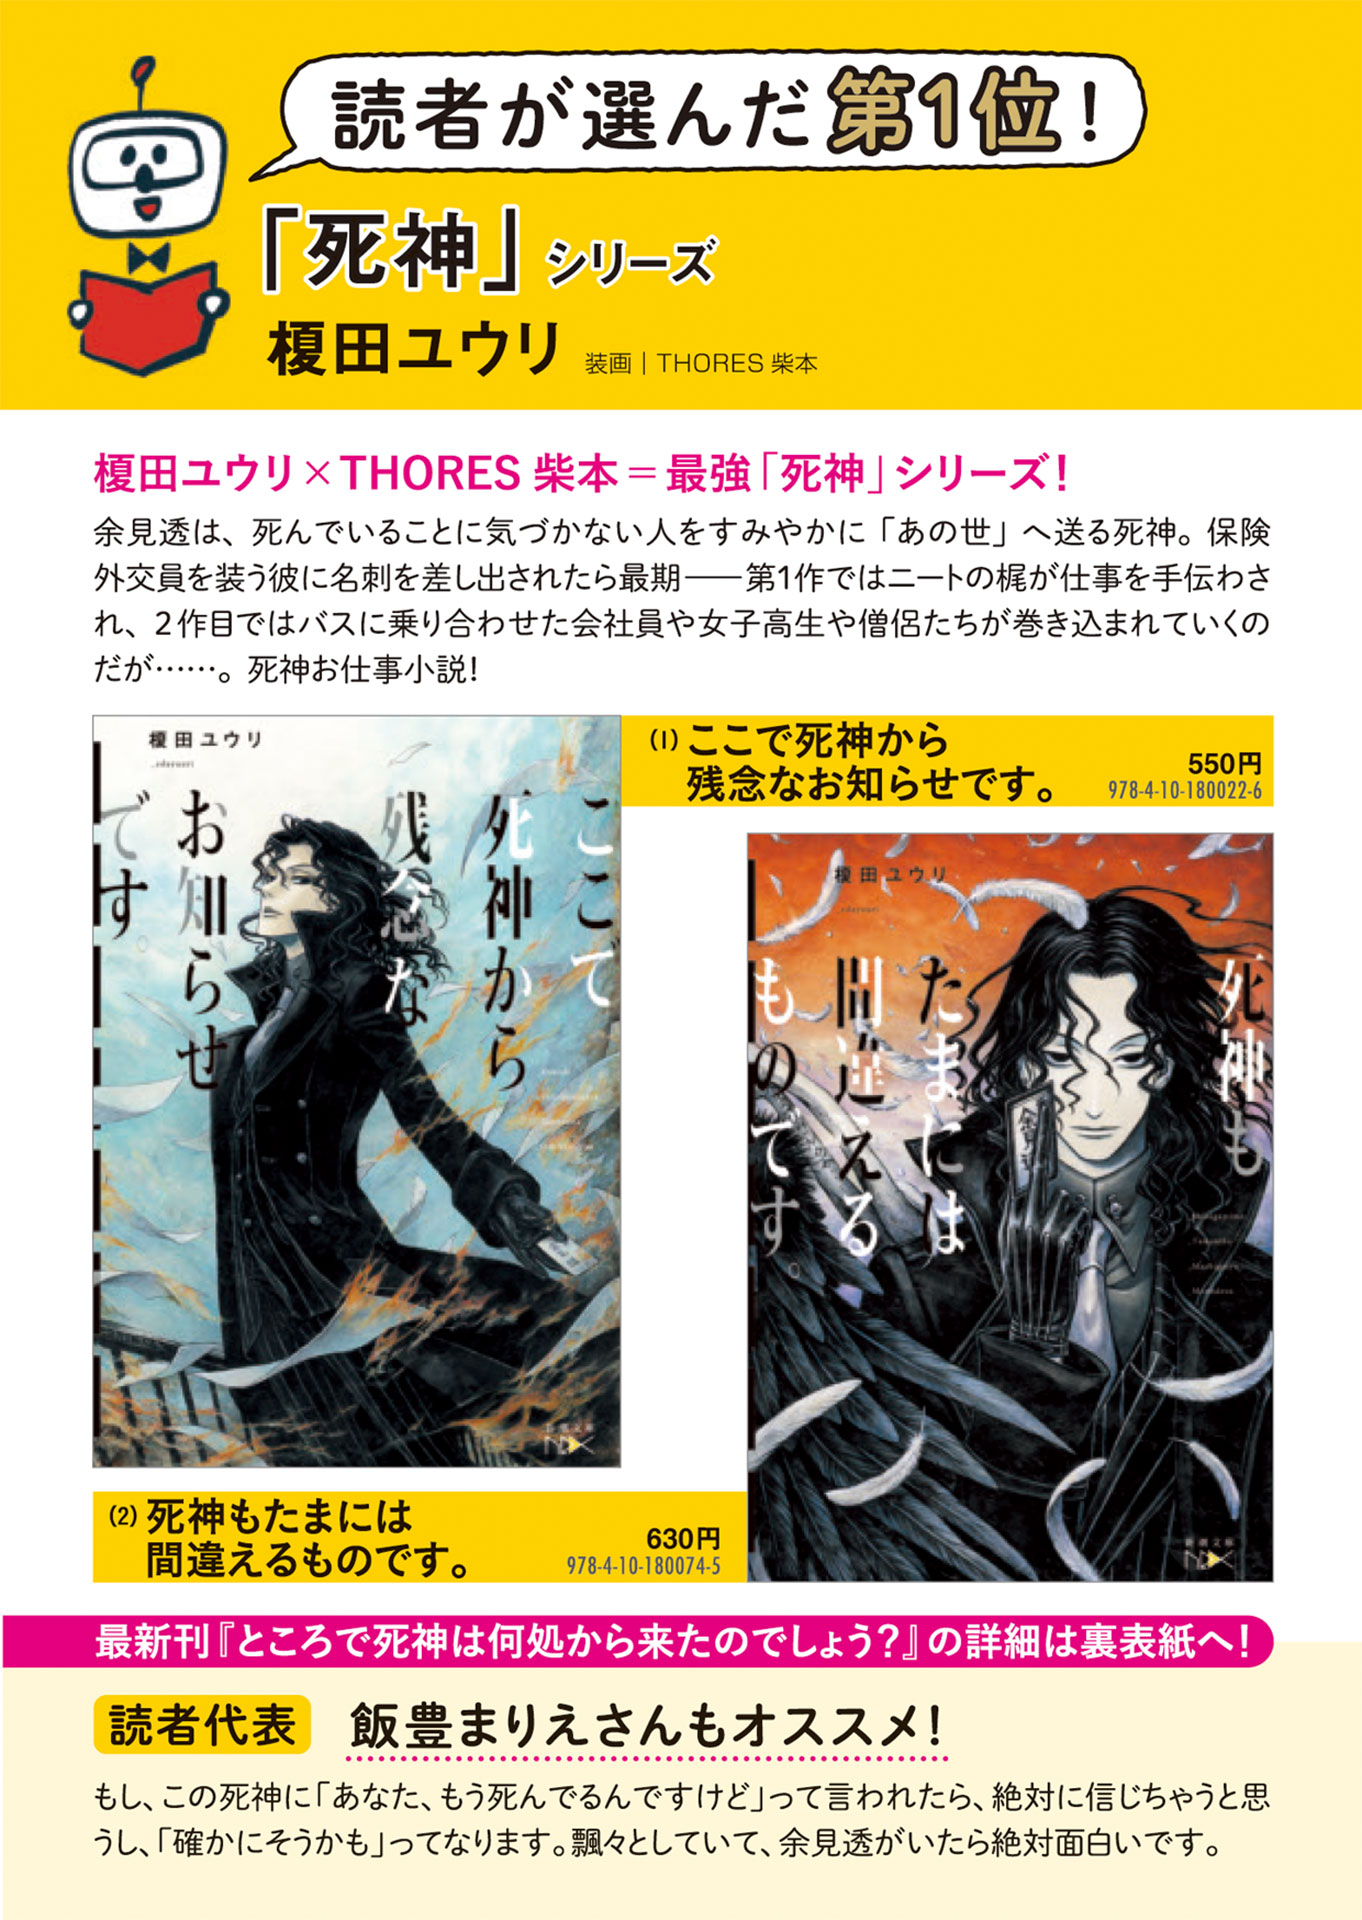 読者が選んだ第1位！
「死神」シリーズ
榎田ユウリ 装画｜THORES 柴本
榎田ユウリ×THORES 柴本＝最強「死神」シリーズ！
余見透は、死んでいることに気づかない人をすみやかに「あの世」へ送る死神。保険
外交員を装う彼に名刺を差し出されたら最期――第1作ではニートの梶が仕事を手伝わさ
れ、2作目ではバスに乗り合わせた会社員や女子高生や僧侶たちが巻き込まれていくの
だが……。死神お仕事小説！
榎田ユウリ
ここで
死神から
残念な
お知らせ
です。
(1) ここで死神から
残念なお知らせです。
550円
978-4-10-180022-6
榎田ユウリ
死神も
たまには
間違える
ものです。
新潮文庫
(2) 死神もたまには
間違えるものです。
630円
978-4-10-180074-5
最新刊『ところで死神は何処から来たのでしょう？』の詳細は裏表紙へ！
読者代表 飯豊まりえさんもオススメ！
もし、この死神に「あなた、もう死んでるんですけど」って言われたら、絶対に信じちゃうと思
うし、「確かにそうかも」ってなります。飄々としていて、余見透がいたら絶対面白いです。